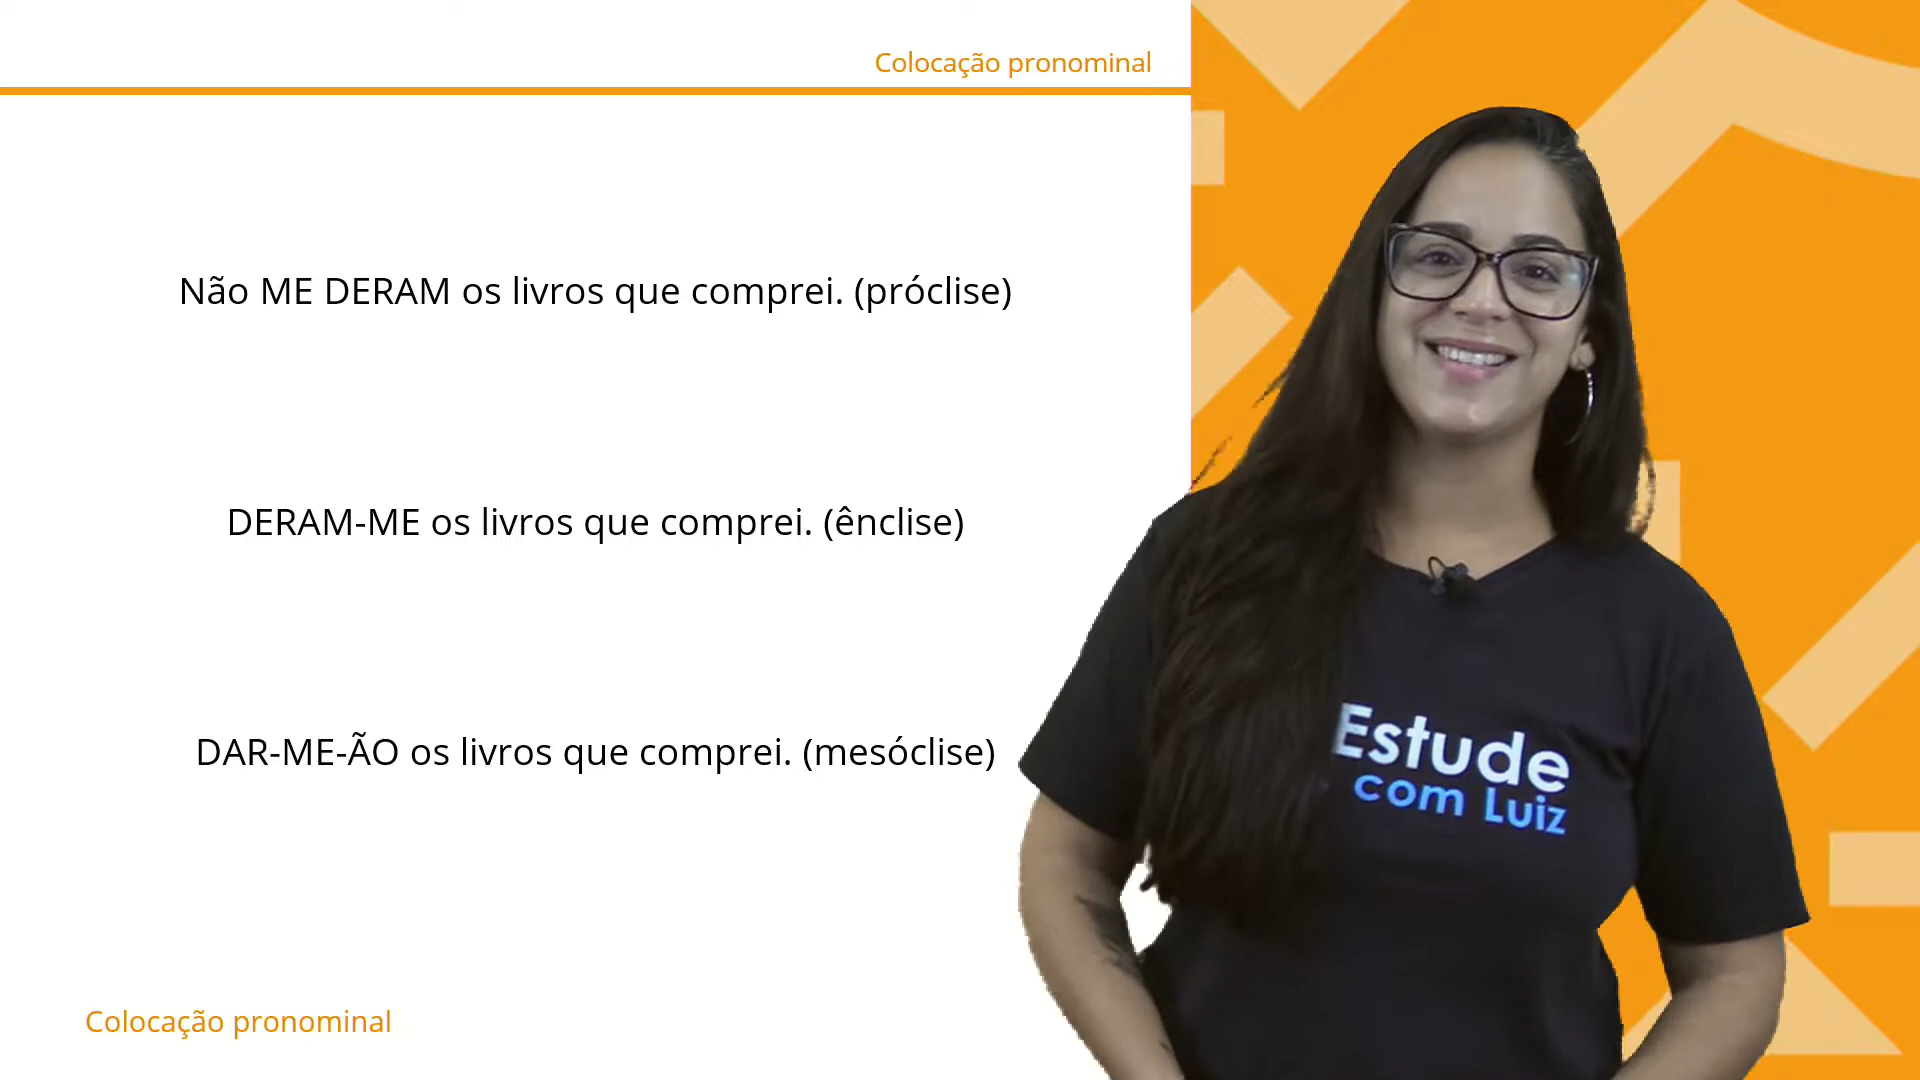 Colocação pronominal
Não ME DERAM os livros que comprei. (próclise)
DERAM-ME os livros que comprei. (ênclise)
DAR-ME-ÃO os livros que comprei. (mesóclise)
Estude
com Luiz
Colocação pronominal